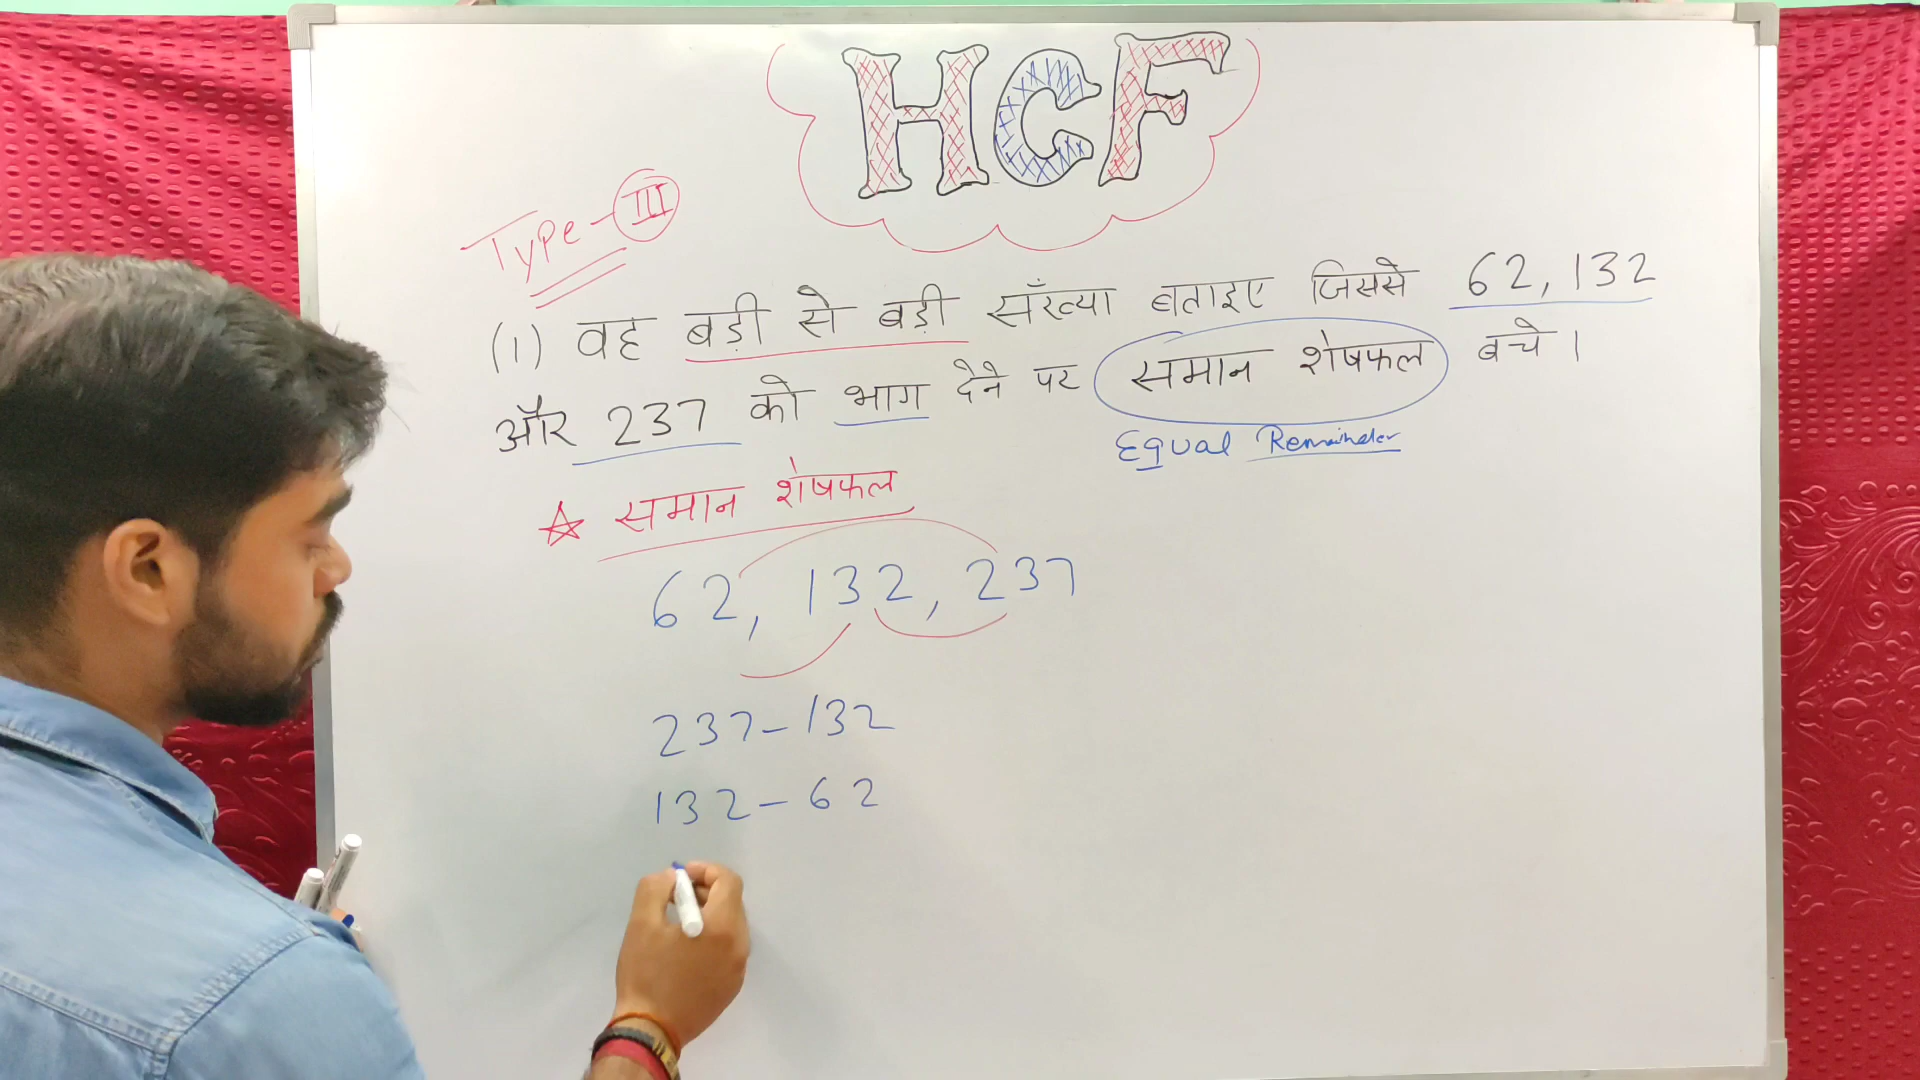 HCF
Type-III
(1) वह बड़ी से बड़ी सँख्या बताइए जिससे 62, 132
और 237 को भाग देने पर समान शेषफल बचे।
Equal Remainder
☆ समान शेषफल
62, 132, 237
237-132
132-62